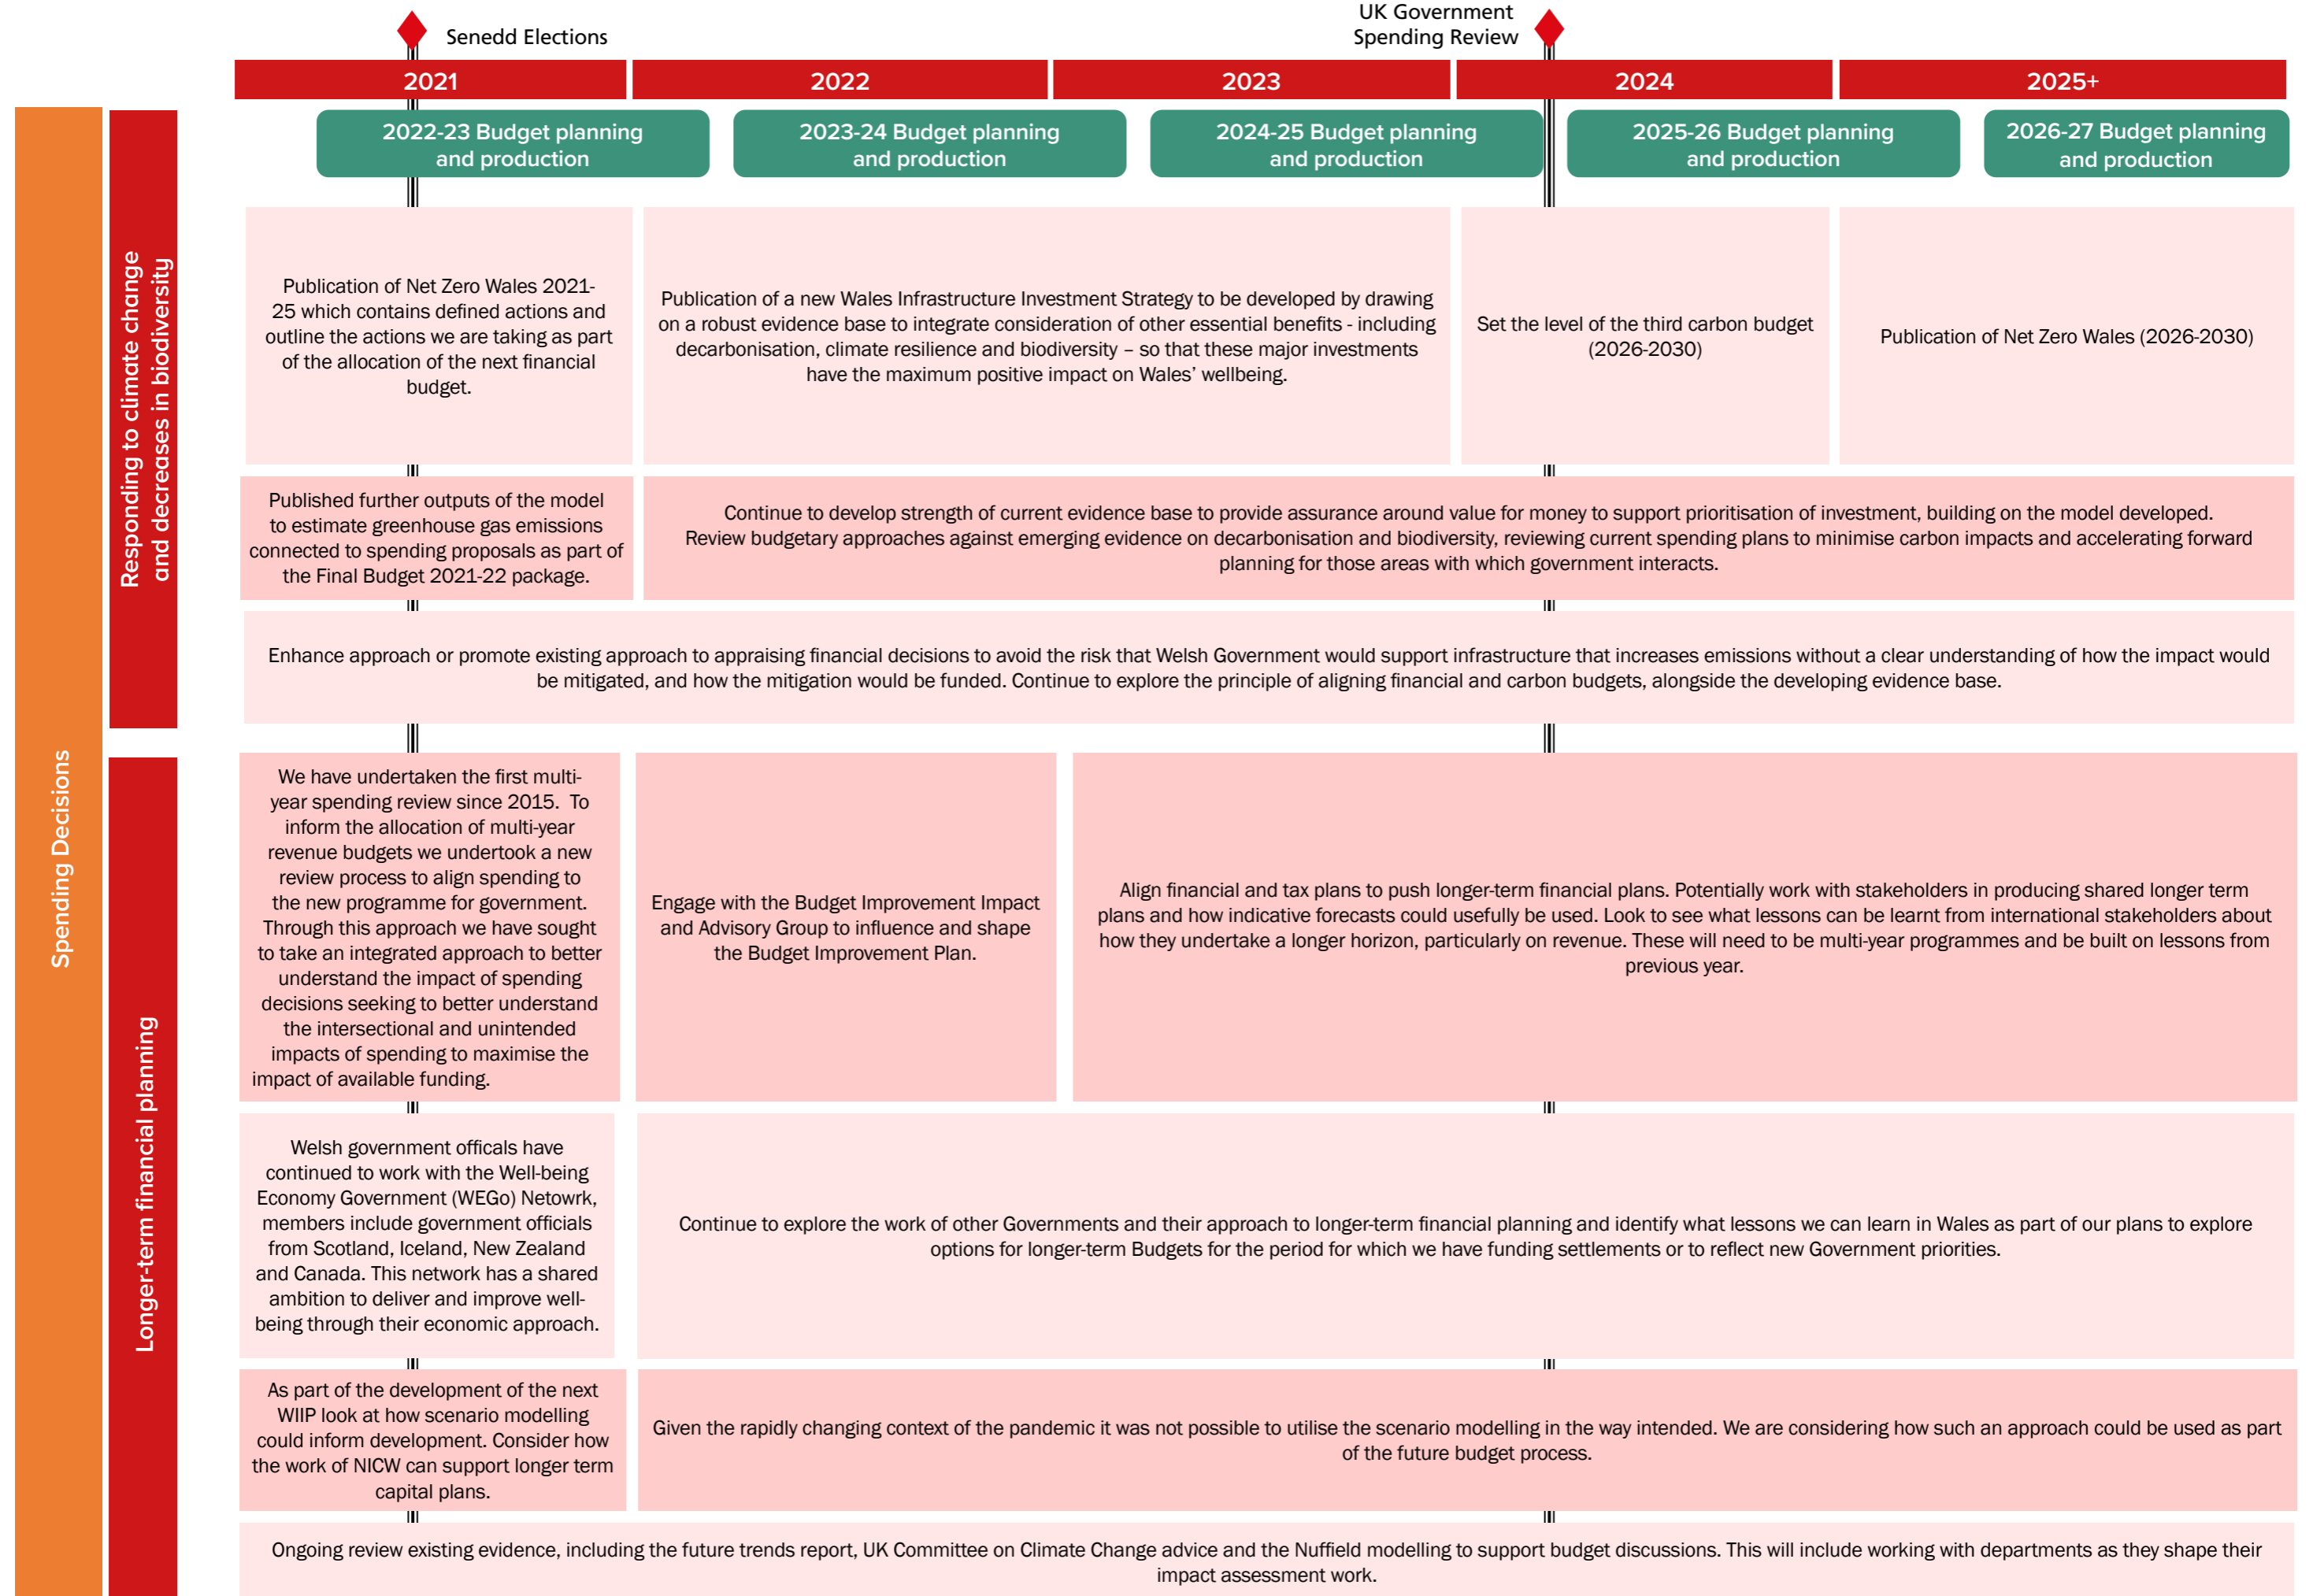 Senedd Elections
UK Government
Spending Review
2021
2022
2023
2024
2025+
2022-23 Budget planning
and production
2023-24 Budget planning
and production
2024-25 Budget planning
and production
2025-26 Budget planning
and production
2026-27 Budget planning
and production
Spending Decisions
Responding to climate change
and decreases in biodiversity
Publication of Net Zero Wales 2021-
25 which contains defined actions and
outline the actions we are taking as part
of the allocation of the next financial
budget.
Publication of a new Wales Infrastructure Investment Strategy to be developed by drawing
on a robust evidence base to integrate consideration of other essential benefits - including
decarbonisation, climate resilience and biodiversity – so that these major investments
have the maximum positive impact on Wales’ wellbeing.
Set the level of the third carbon budget
(2026-2030)
Publication of Net Zero Wales (2026-2030)
Published further outputs of the model
to estimate greenhouse gas emissions
connected to spending proposals as part of
the Final Budget 2021-22 package.
Continue to develop strength of current evidence base to provide assurance around value for money to support prioritisation of investment, building on the model developed.
Review budgetary approaches against emerging evidence on decarbonisation and biodiversity, reviewing current spending plans to minimise carbon impacts and accelerating forward
planning for those areas with which government interacts.
Enhance approach or promote existing approach to appraising financial decisions to avoid the risk that Welsh Government would support infrastructure that increases emissions without a clear understanding of how the impact would
be mitigated, and how the mitigation would be funded. Continue to explore the principle of aligning financial and carbon budgets, alongside the developing evidence base.
Longer-term financial planning
We have undertaken the first multi-
year spending review since 2015.  To
inform the allocation of multi-year
revenue budgets we undertook a new
review process to align spending to
the new programme for government.
Through this approach we have sought
to take an integrated approach to better
understand the impact of spending
decisions seeking to better understand
the intersectional and unintended
impacts of spending to maximise the
impact of available funding.
Engage with the Budget Improvement Impact
and Advisory Group to influence and shape
the Budget Improvement Plan.
Align financial and tax plans to push longer-term financial plans. Potentially work with stakeholders in producing shared longer term
plans and how indicative forecasts could usefully be used. Look to see what lessons can be learnt from international stakeholders about
how they undertake a longer horizon, particularly on revenue. These will need to be multi-year programmes and be built on lessons from
previous year.
Welsh government officals have
continued to work with the Well-being
Economy Government (WEGo) Netowrk,
members include government officials
from Scotland, Iceland, New Zealand
and Canada. This network has a shared
ambition to deliver and improve well-
being through their economic approach.
Continue to explore the work of other Governments and their approach to longer-term financial planning and identify what lessons we can learn in Wales as part of our plans to explore
options for longer-term Budgets for the period for which we have funding settlements or to reflect new Government priorities.
As part of the development of the next
WIIP look at how scenario modelling
could inform development. Consider how
the work of NICW can support longer term
capital plans.
Given the rapidly changing context of the pandemic it was not possible to utilise the scenario modelling in the way intended. We are considering how such an approach could be used as part
of the future budget process.
Ongoing review existing evidence, including the future trends report, UK Committee on Climate Change advice and the Nuffield modelling to support budget discussions. This will include working with departments as they shape their
impact assessment work.